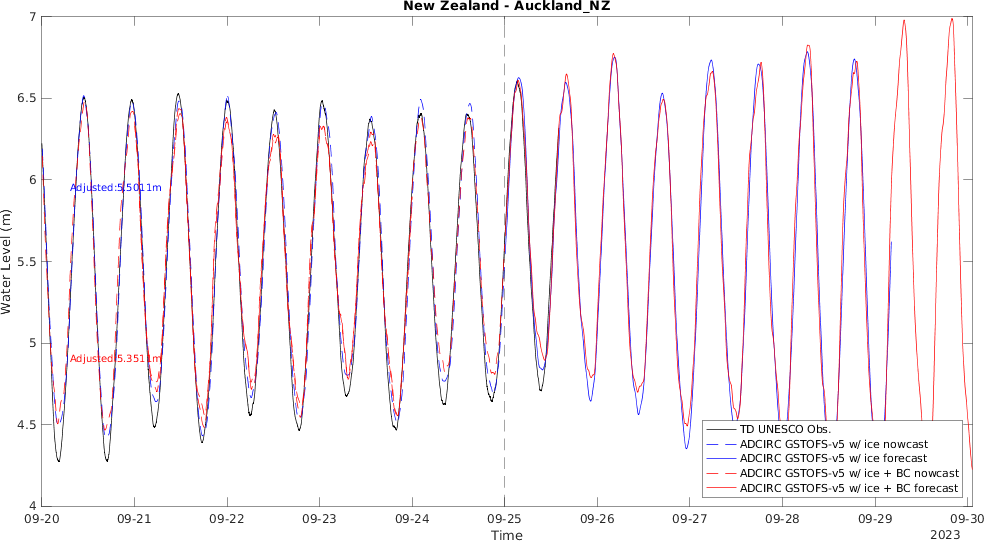 New Zealand - Auckland_NZ
7
6.5
6
5.5
5
4.5
4
Water Level (m)
Adjusted:5.5011m
Adjusted:5.3511m
TD UNESCO Obs.
ADCIRC GSTOFS-v5 w/ ice nowcast
ADCIRC GSTOFS-v5 w/ ice forecast
ADCIRC GSTOFS-v5 w/ ice + BC nowcast
ADCIRC GSTOFS-v5 w/ ice + BC forecast
09-20 09-21 09-22 09-23 09-24 09-25 09-26 09-27 09-28 09-29 09-30
Time
2023